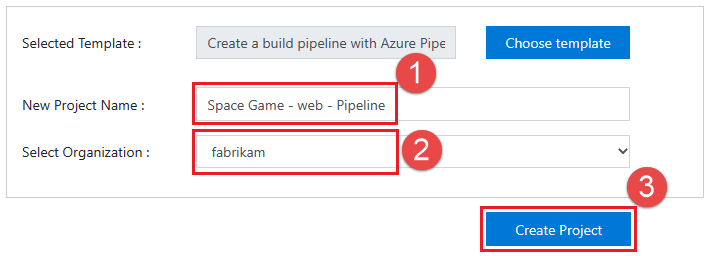 Selected Template : Create a build pipeline with Azure Pipe Choose template
1
New Project Name : Space Game - web - Pipeline
Select Organization : fabrikam 2
3
Create Project